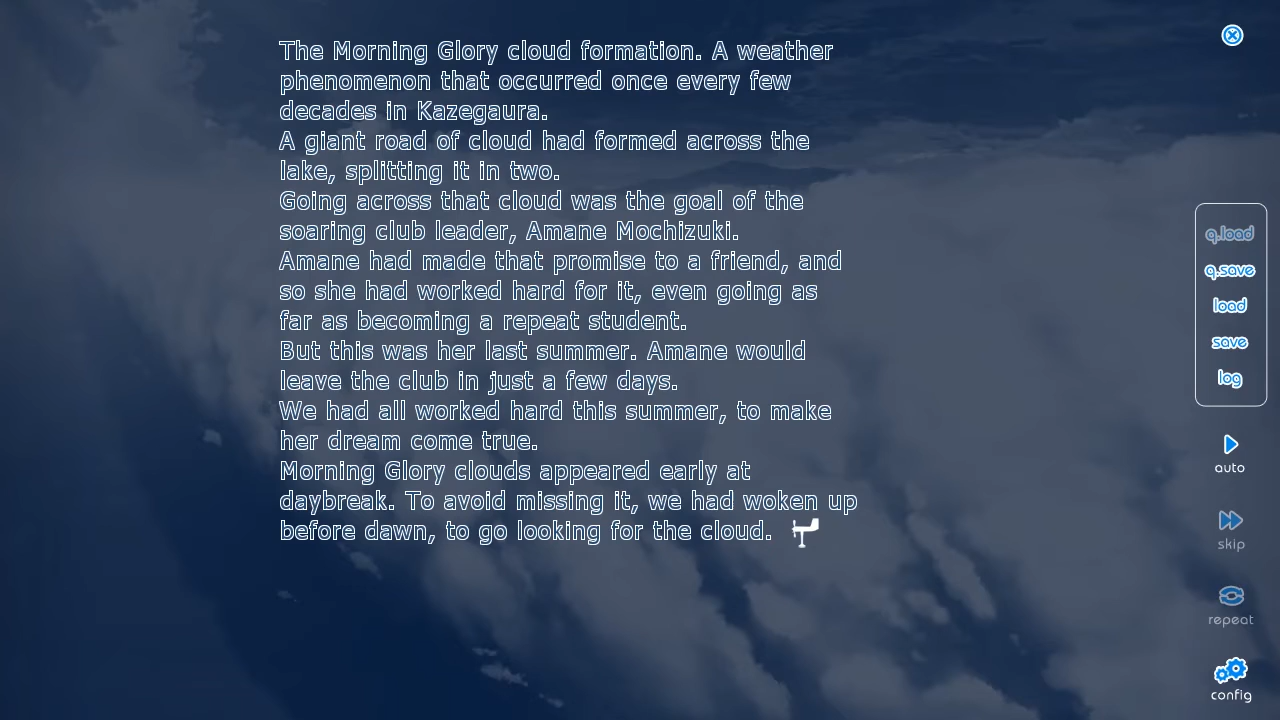 The Morning Glory cloud formation. A weather
phenomenon that occurred once every few
decades in Kazegaura.
A giant road of cloud had formed across the
lake, splitting it in two.
Going across that cloud was the goal of the
soaring club leader, Amane Mochizuki.
Amane had made that promise to a friend, and
so she had worked hard for it, even going as
far as becoming a repeat student.
But this was her last summer. Amane would
leave the club in just a few days.
We had all worked hard this summer, to make
her dream come true.
Morning Glory clouds appeared early at
daybreak. To avoid missing it, we had woken up
before dawn, to go looking for the cloud.
q.load
q.save
load
save
log
auto
skip
repeat
config